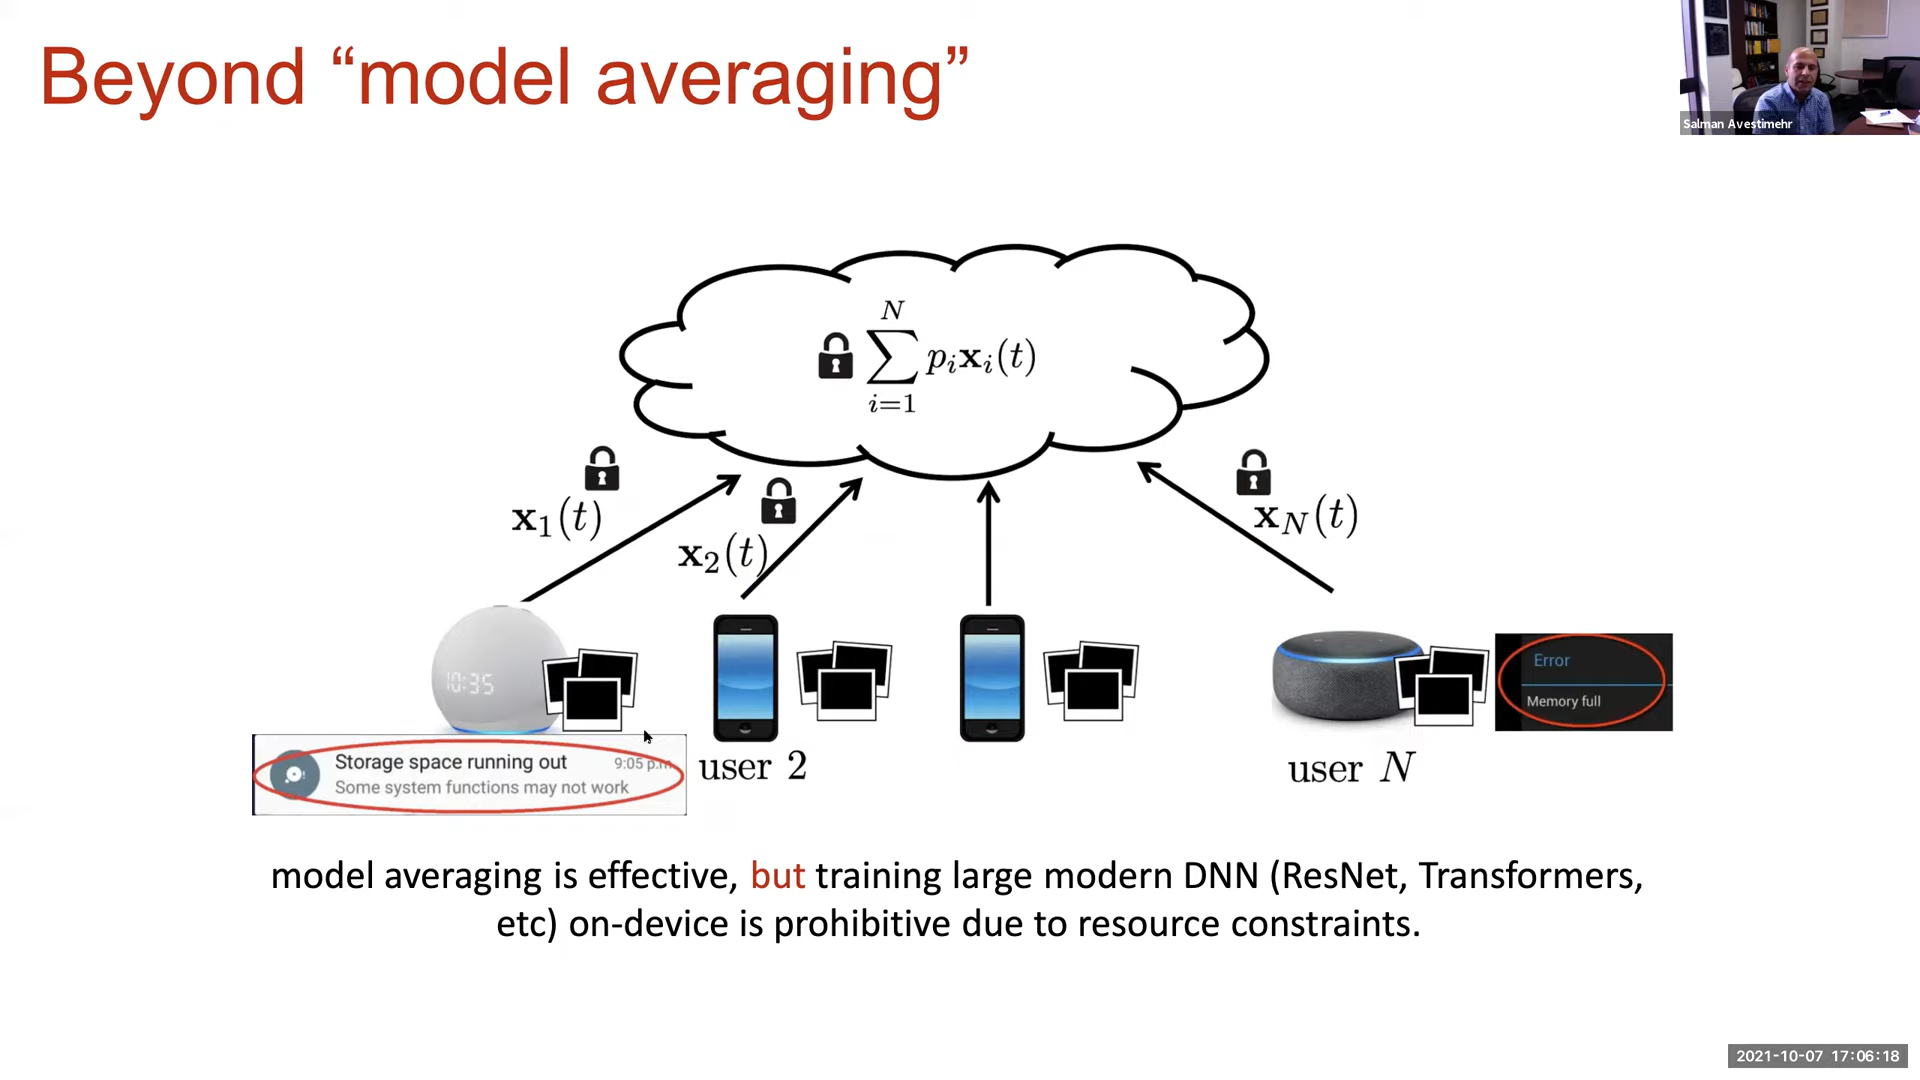 Beyond “model averaging”
Salman Avestimehr
N
∑ pᵢ𝐱ᵢ(t)
i=1
𝐱₁(t)
𝐱₂(t)
𝐱_N(t)
10:35
Error
Memory full
Storage space running out 9:05 p.m.
Some system functions may not work
user 2
user N
model averaging is effective, but training large modern DNN (ResNet, Transformers,
etc) on-device is prohibitive due to resource constraints.
2021-10-07 17:06:18